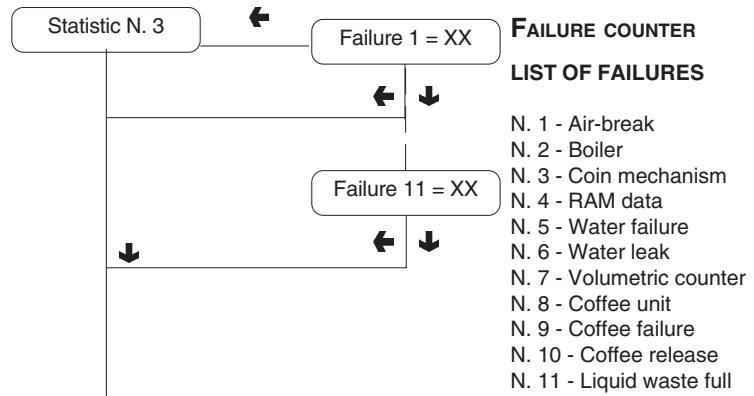 Statistic N. 3
Failure 1 = XX
Failure 11 = XX
FAILURE COUNTER
LIST OF FAILURES
N. 1 - Air-break
N. 2 - Boiler
N. 3 - Coin mechanism
N. 4 - RAM data
N. 5 - Water failure
N. 6 - Water leak
N. 7 - Volumetric counter
N. 8 - Coffee unit
N. 9 - Coffee failure
N. 10 - Coffee release
N. 11 - Liquid waste full